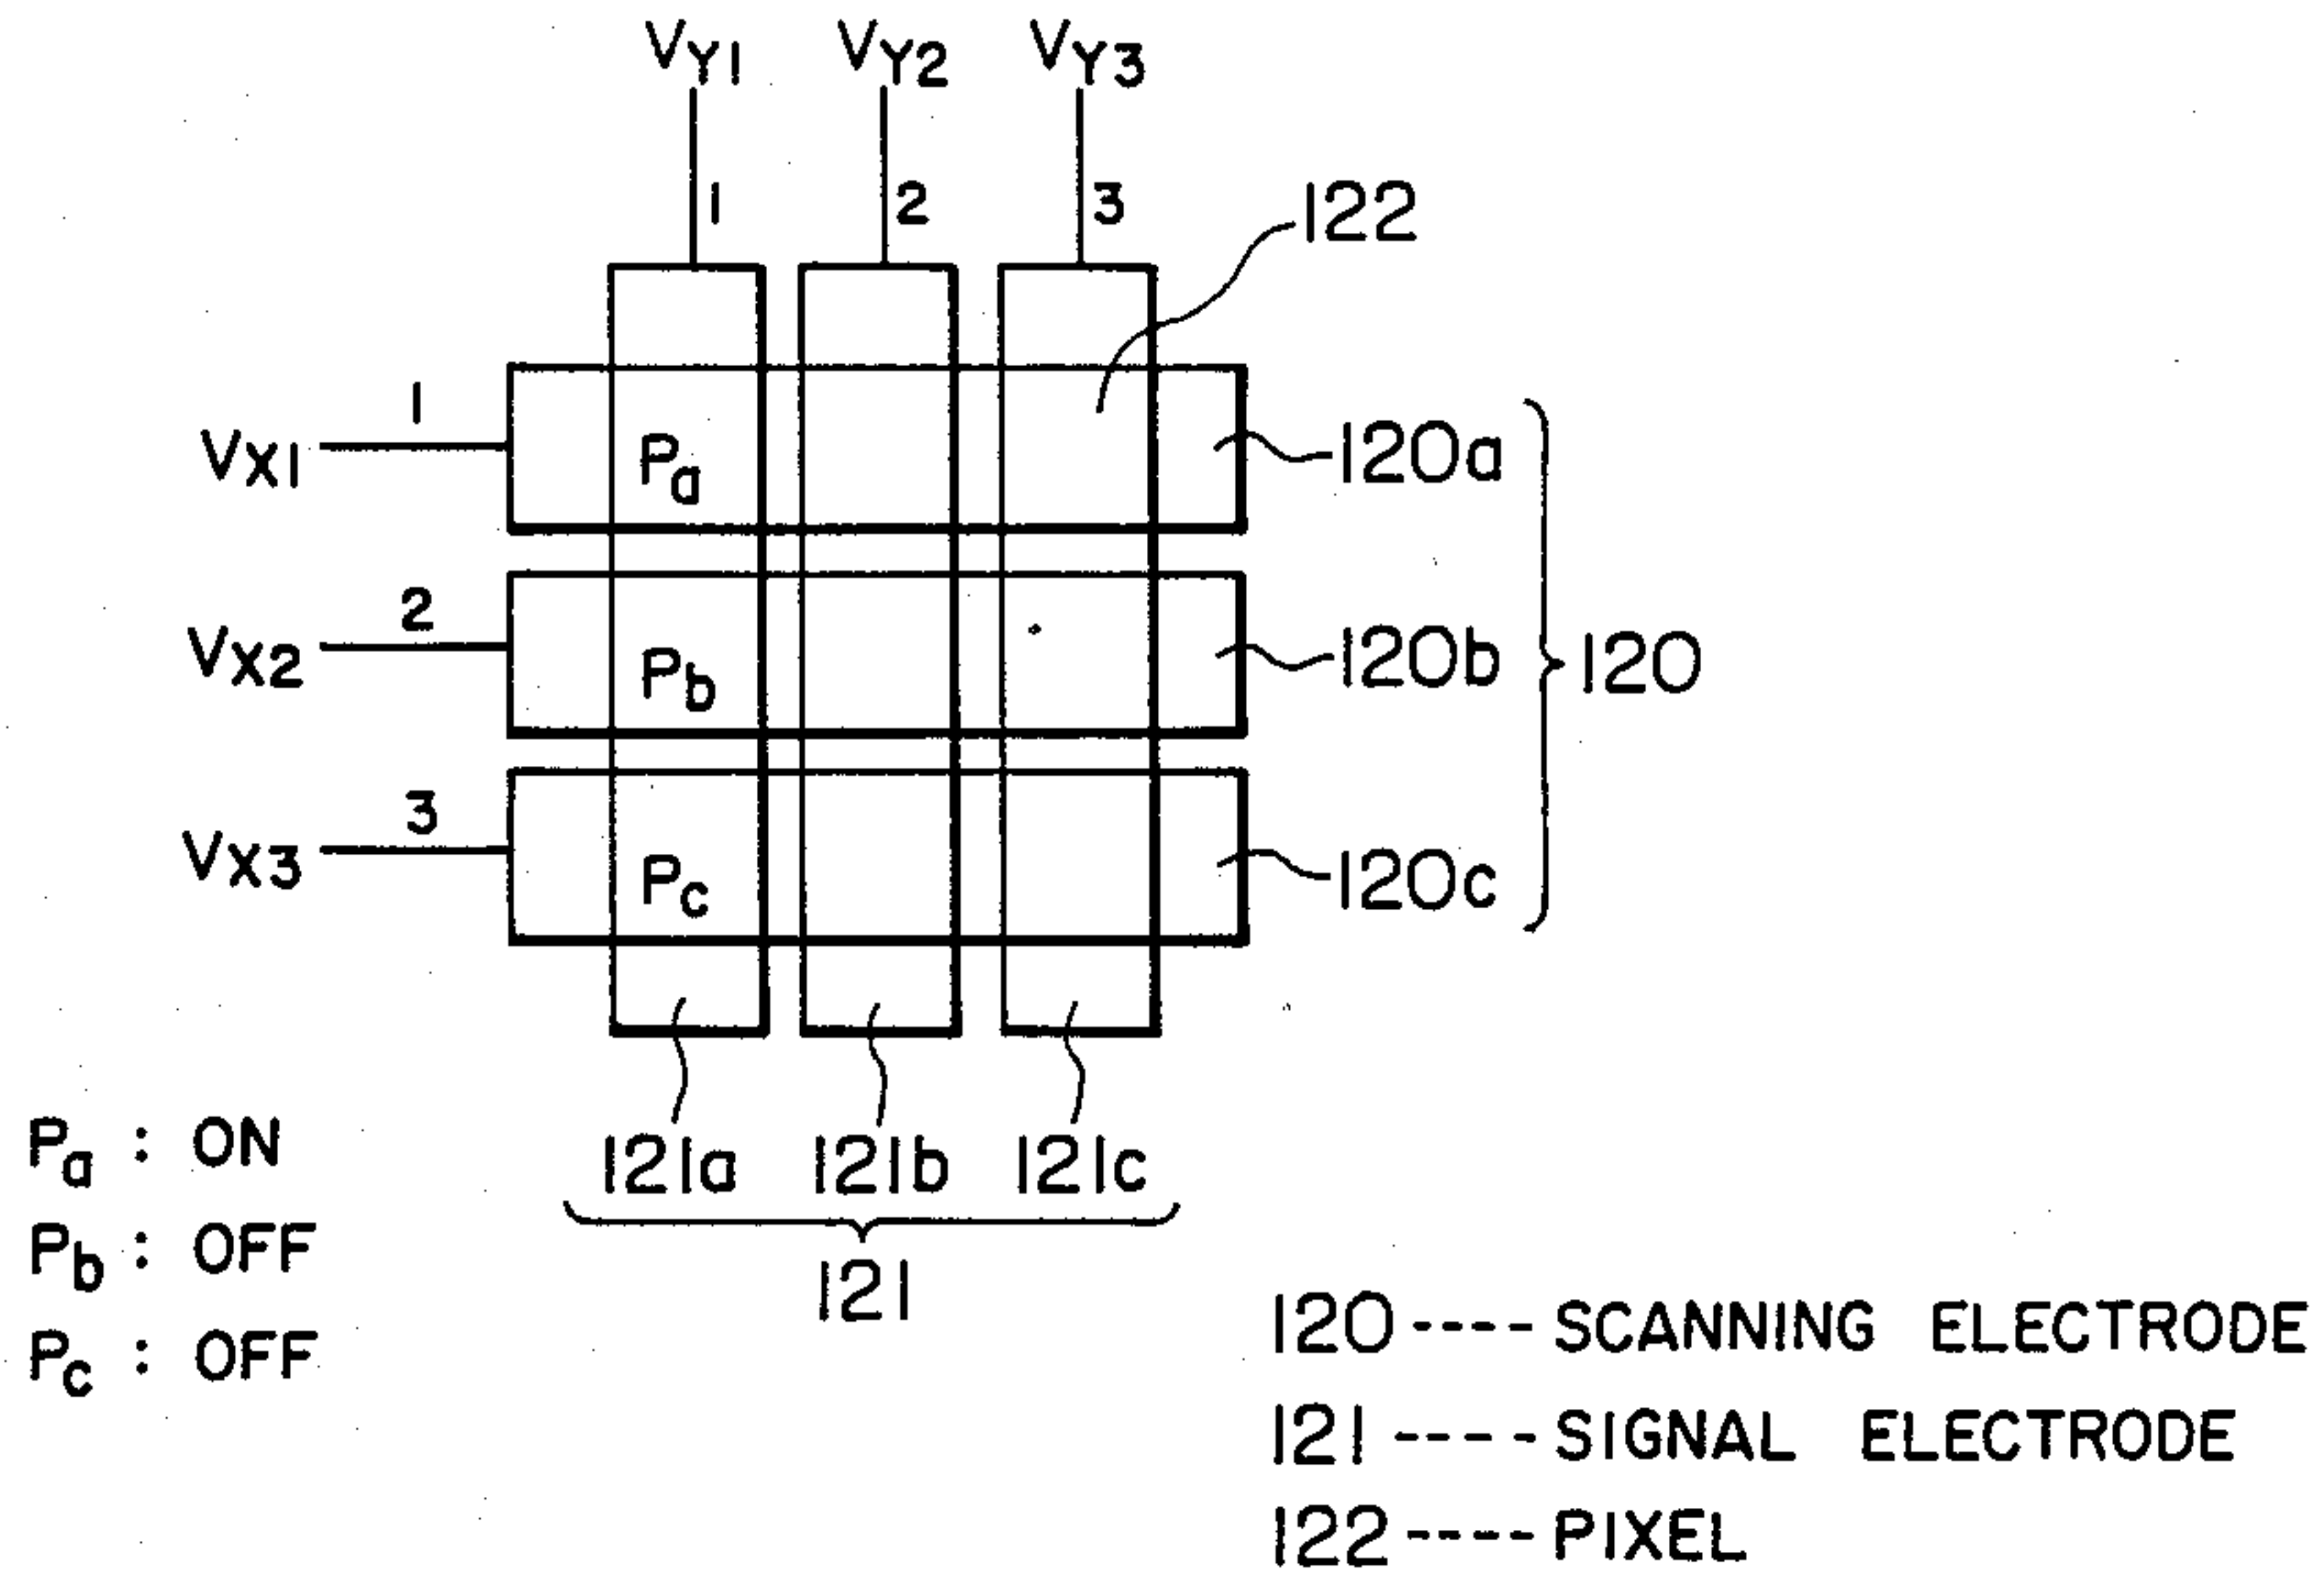 VY1 VY2 VY3
1 2 3
122
1
VX1 Pa 120a
2
VX2 Pb 120b 120
3
VX3 Pc 120c
Pa : ON
121a 121b 121c
Pb : OFF
121
Pc : OFF
120 ---- SCANNING ELECTRODE
121 ---- SIGNAL ELECTRODE
122 ---- PIXEL